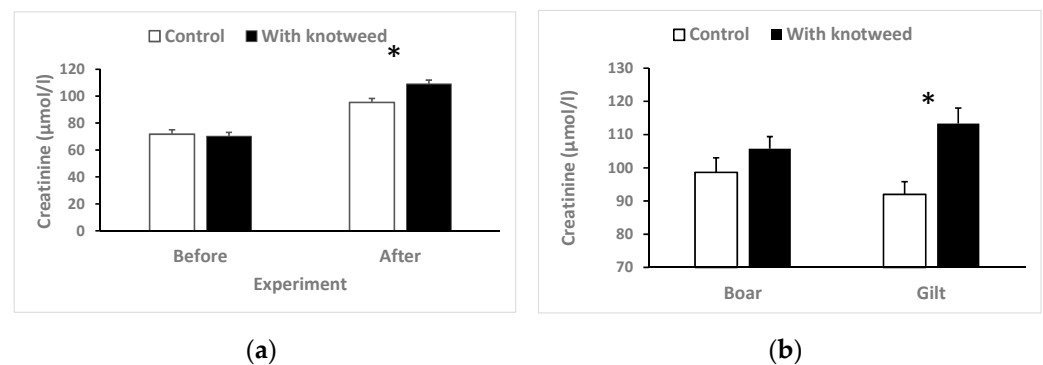 Control With knotweed
*
120
100
80
60
40
20
0
Creatinine (µmol/l)
Before After
Experiment
(a)
Control With knotweed
130
120
110
100
90
80
70
*
Creatinine (µmol/l)
Boar Gilt
(b)